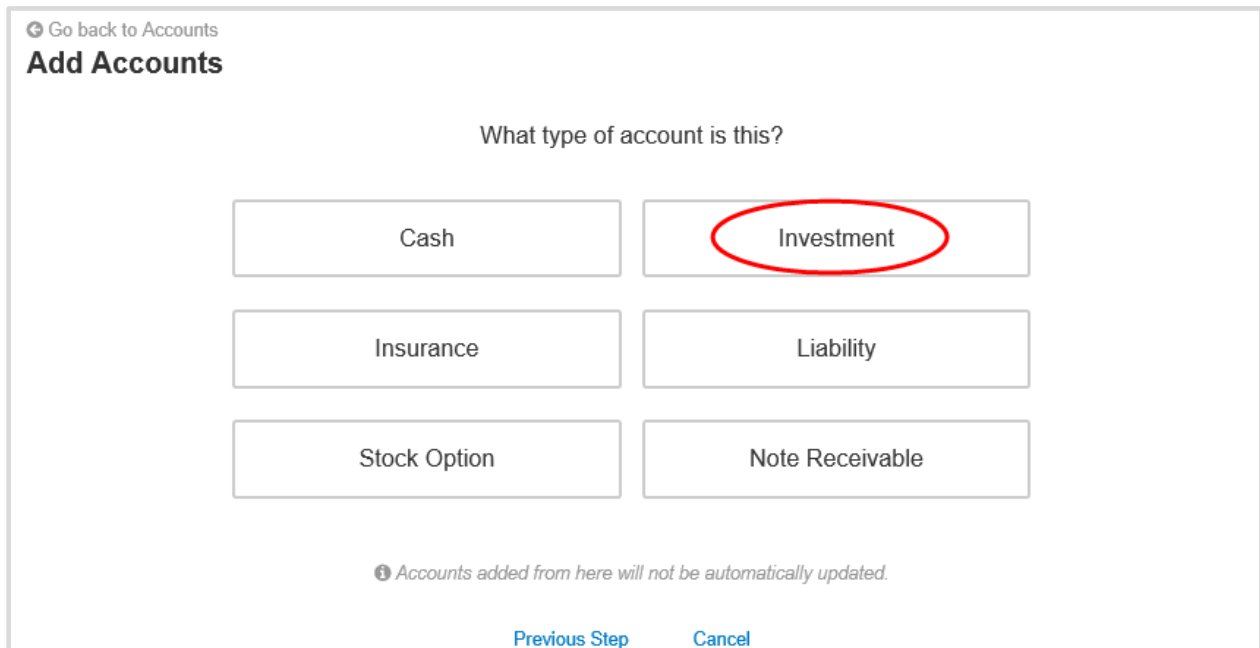 Go back to Accounts
Add Accounts
What type of account is this?
Cash
Investment
Insurance
Liability
Stock Option
Note Receivable
Accounts added from here will not be automatically updated.
Previous Step
Cancel